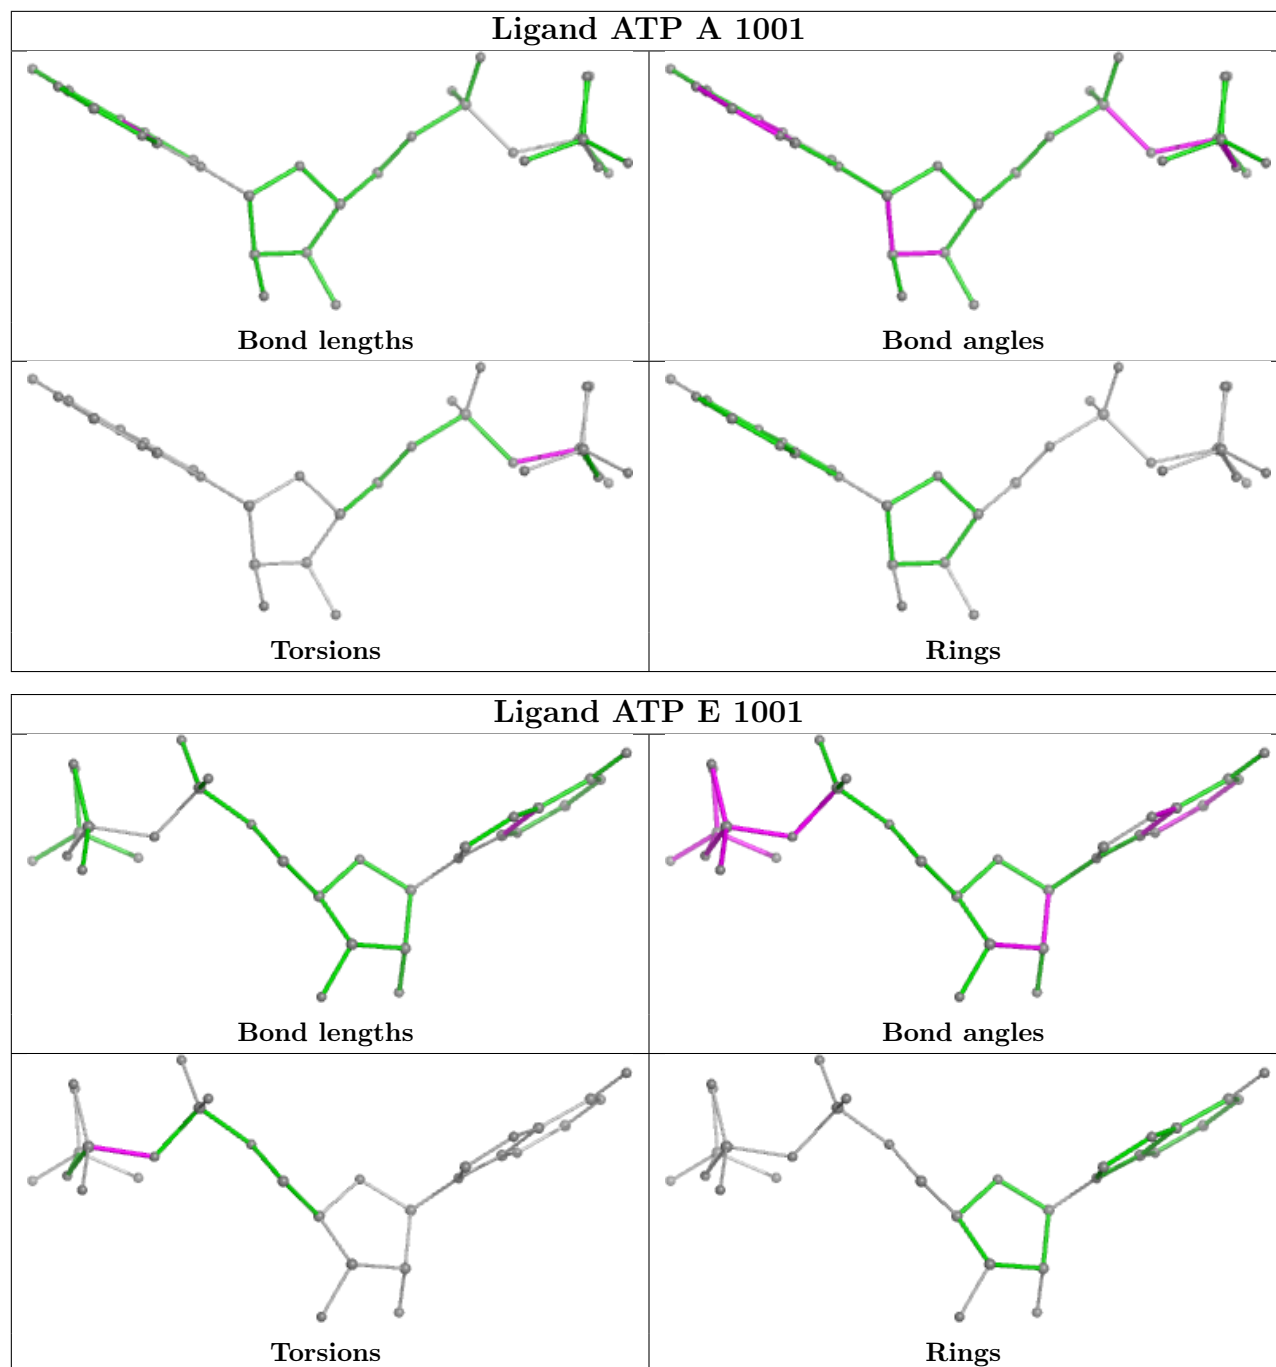 Ligand ATP A 1001
Bond lengths
Bond angles
Torsions
Rings
Ligand ATP E 1001
Bond lengths
Bond angles
Torsions
Rings